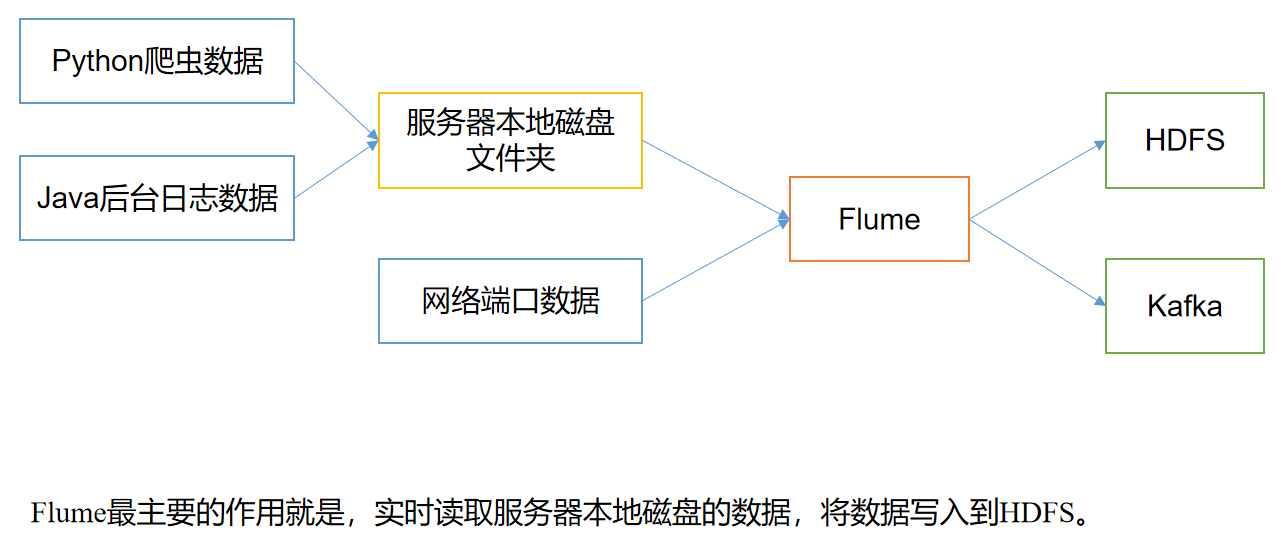 Python爬虫数据
Java后台日志数据
服务器本地磁盘
文件夹
网络端口数据
Flume
HDFS
Kafka
Flume最主要的作用就是，实时读取服务器本地磁盘的数据，将数据写入到HDFS。